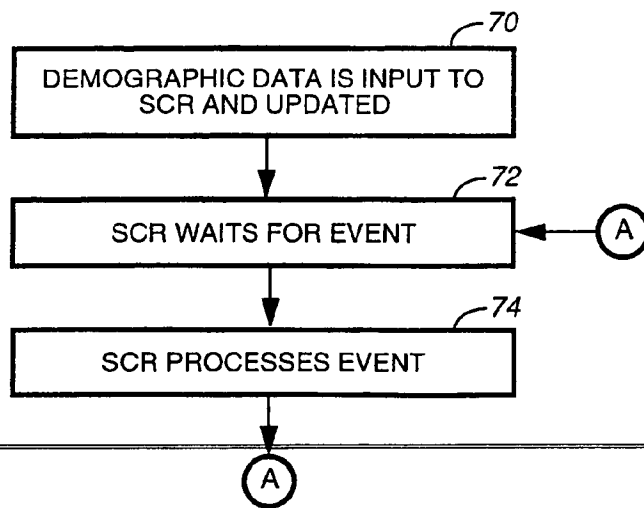 70
DEMOGRAPHIC DATA IS INPUT TO
SCR AND UPDATED
72
SCR WAITS FOR EVENT
A
74
SCR PROCESSES EVENT
A